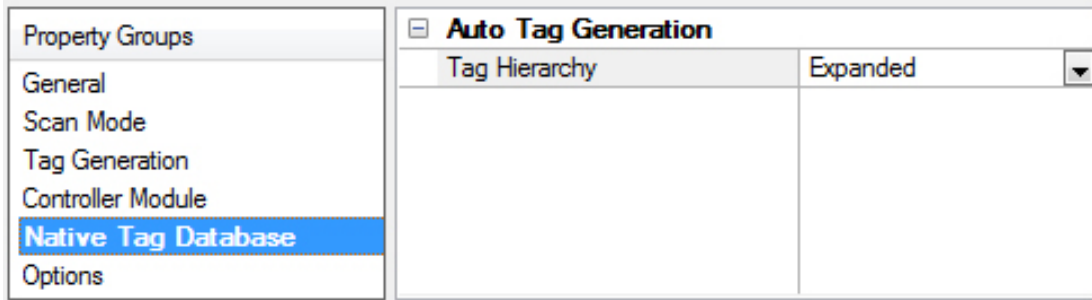 Property Groups
General
Scan Mode
Tag Generation
Controller Module
Native Tag Database
Options
Auto Tag Generation
Tag Hierarchy Expanded